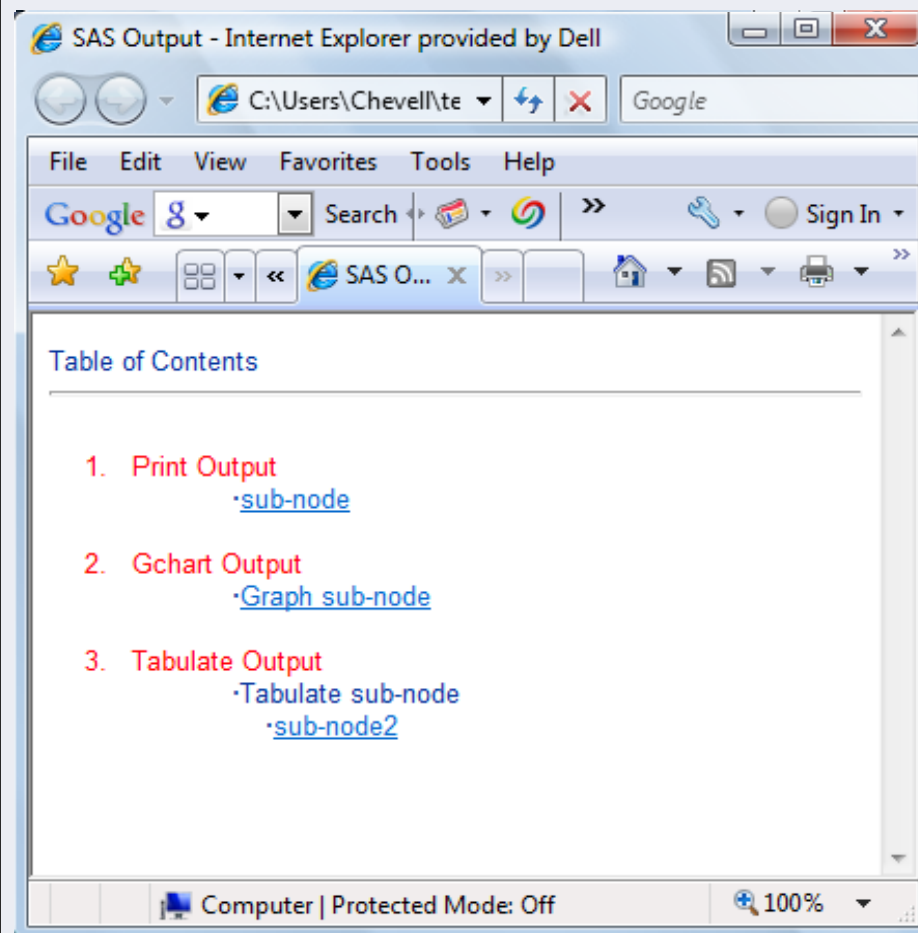 SAS Output - Internet Explorer provided by Dell
C:\Users\Chevell\te
Google
File Edit View Favorites Tools Help
Google g Search » Sign In
« SAS O... X » »
Table of Contents
1. Print Output
·sub-node
2. Gchart Output
·Graph sub-node
3. Tabulate Output
·Tabulate sub-node
·sub-node2
Computer | Protected Mode: Off 100%